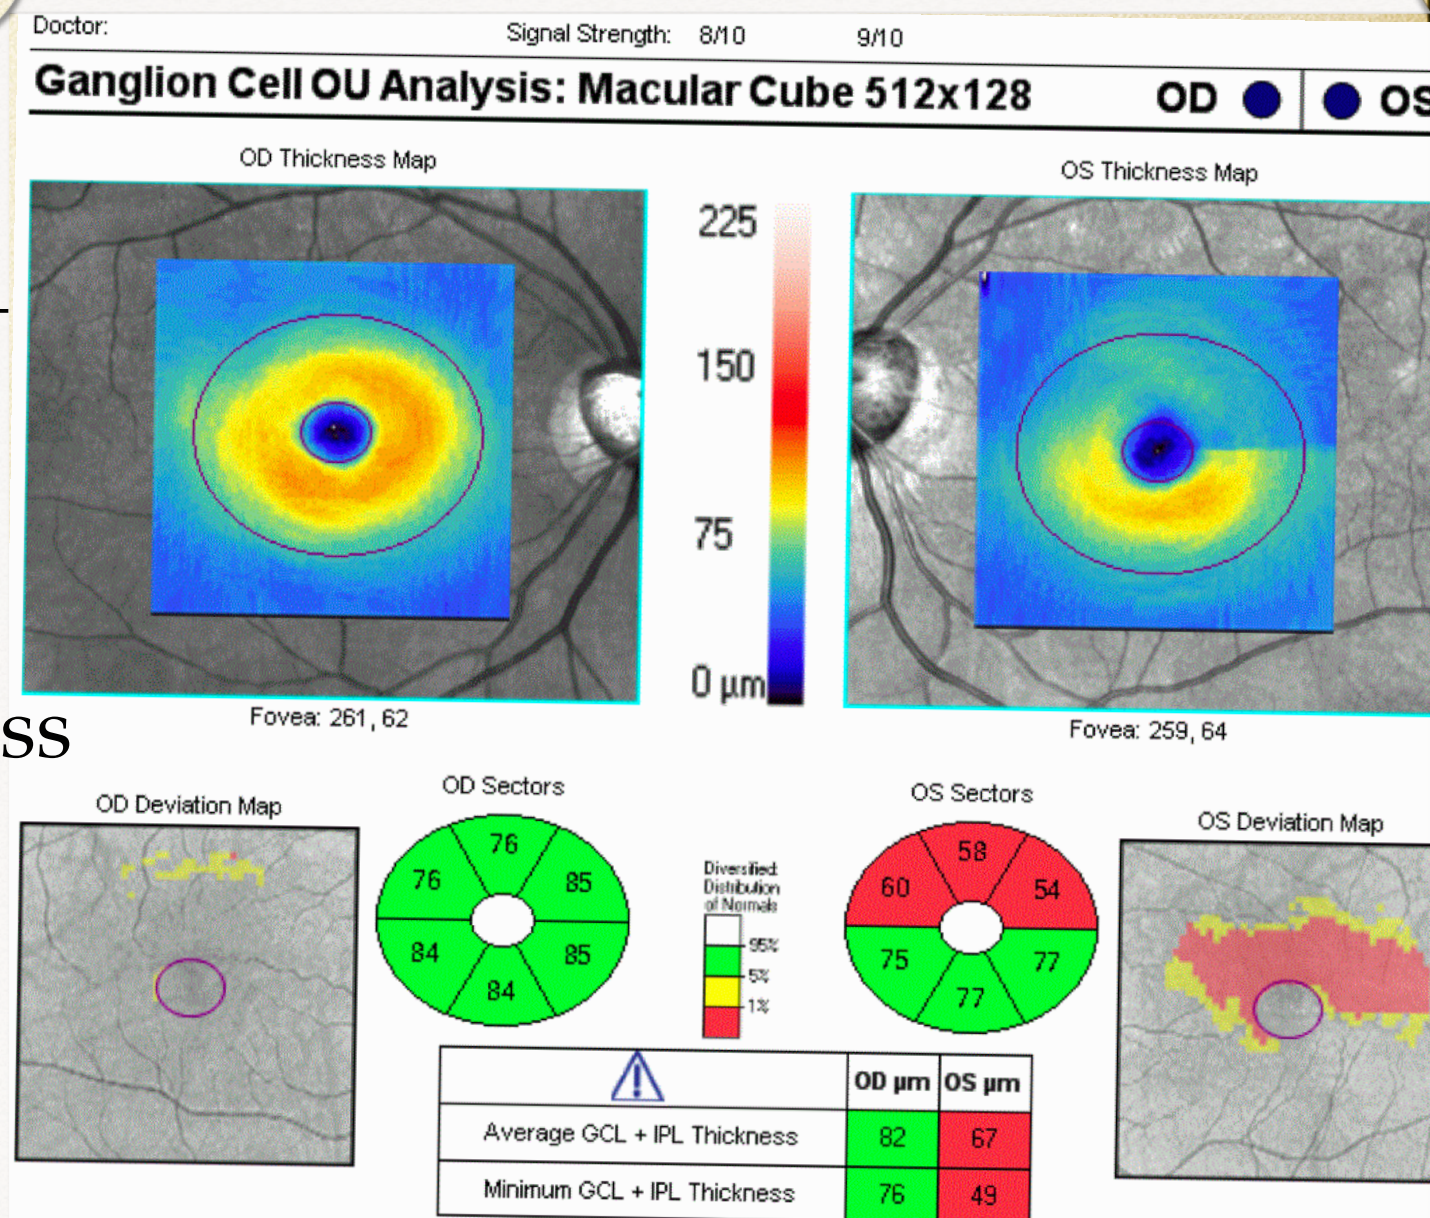 Doctor:
Signal Strength: 8/10 9/10
Ganglion Cell OU Analysis: Macular Cube 512x128 OD OS
OD Thickness Map
OS Thickness Map
225
150
75
0 µm
Fovea: 261, 62
Fovea: 259, 64
ss
OD Deviation Map
OD Sectors
OS Sectors
OS Deviation Map
76
76
85
84
85
84
Diversified:
Distribution
of Normals
95%
5%
1%
58
60
54
75
77
77
OD µm OS µm
Average GCL + IPL Thickness 82 67
Minimum GCL + IPL Thickness 76 49